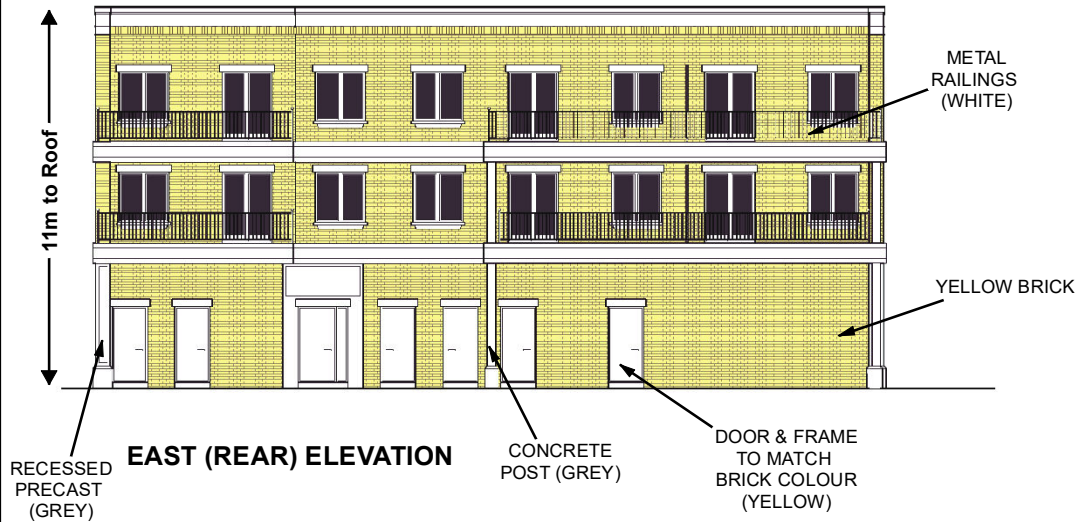 METAL
RAILINGS
(WHITE)
11m to Roof
YELLOW BRICK
EAST (REAR) ELEVATION
RECESSED
PRECAST
(GREY)
CONCRETE
POST (GREY)
DOOR & FRAME
TO MATCH
BRICK COLOUR
(YELLOW)